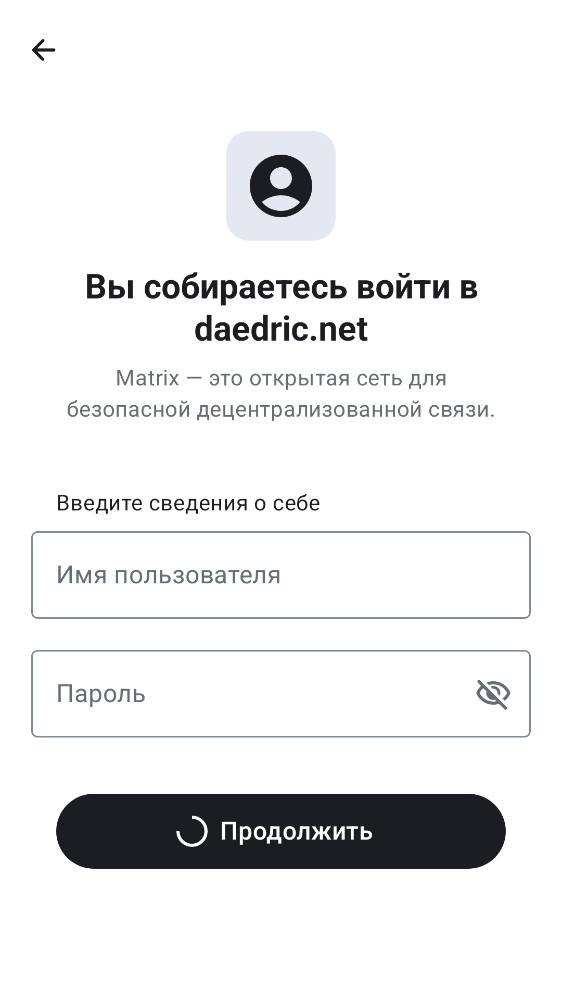 Вы собираетесь войти в
daedric.net
Matrix — это открытая сеть для
безопасной децентрализованной связи.
Введите сведения о себе
Имя пользователя
Пароль
Продолжить